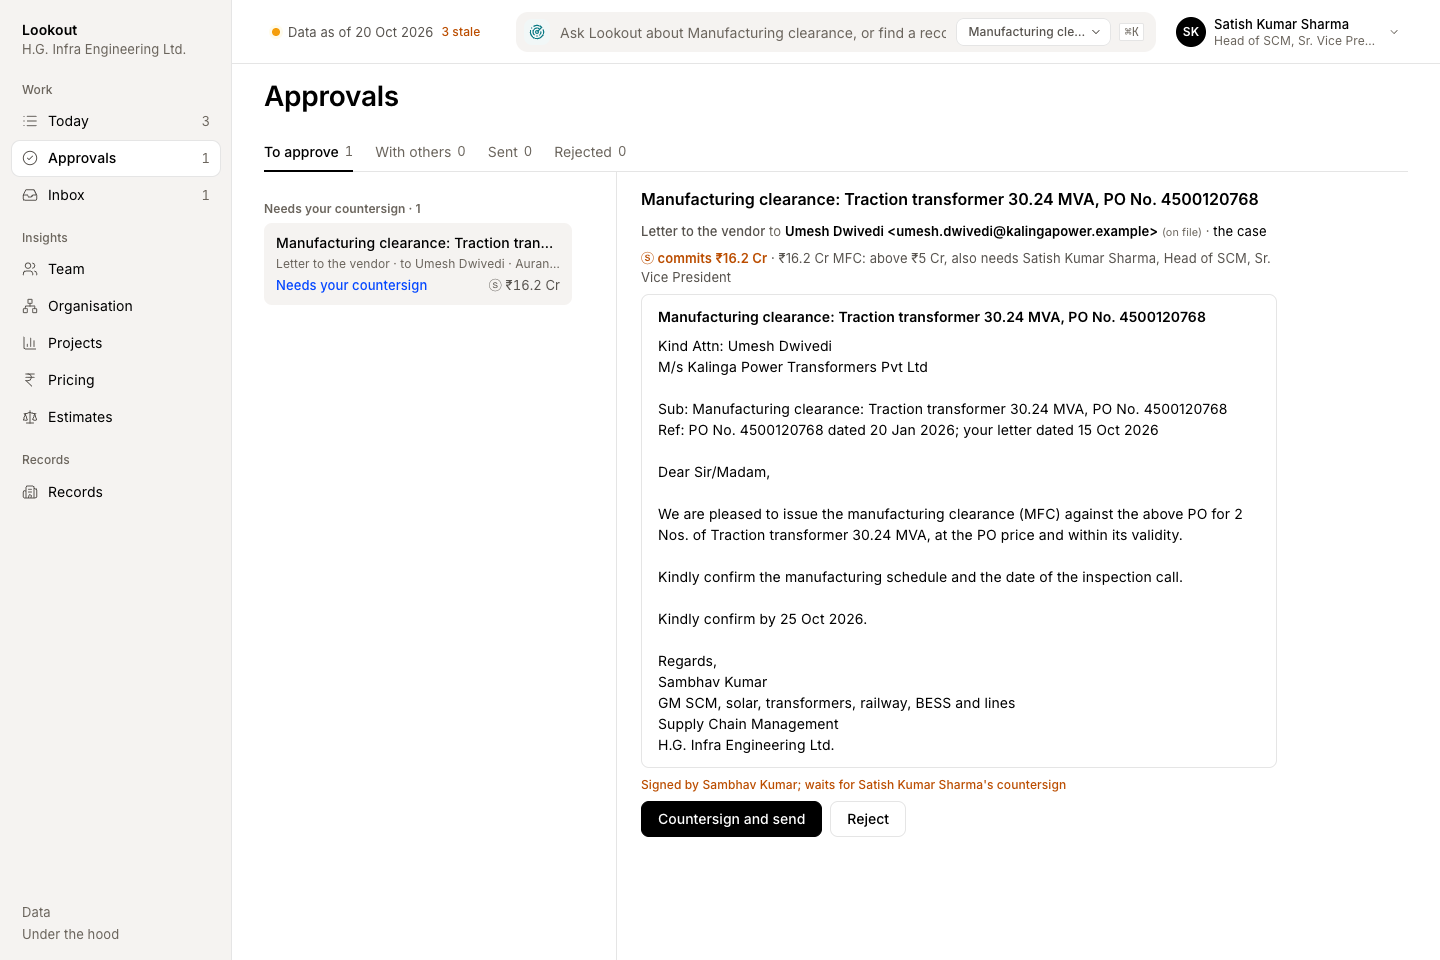 Lookout
H.G. Infra Engineering Ltd.
Work
Today 3
Approvals 1
Inbox 1
Insights
Team
Organisation
Projects
Pricing
Estimates
Records
Records
Data
Under the hood
Data as of 20 Oct 2026 3 stale
Ask Lookout about Manufacturing clearance, or find a reco
Manufacturing cle...
⌘K
SK
Satish Kumar Sharma
Head of SCM, Sr. Vice Pre...
Approvals
To approve 1 With others 0 Sent 0 Rejected 0
Needs your countersign · 1
Manufacturing clearance: Traction tran...
Letter to the vendor · to Umesh Dwivedi · Auran...
Needs your countersign Ⓢ ₹16.2 Cr
Manufacturing clearance: Traction transformer 30.24 MVA, PO No. 4500120768
Letter to the vendor to Umesh Dwivedi <umesh.dwivedi@kalingapower.example> (on file) · the case
Ⓢ commits ₹16.2 Cr · ₹16.2 Cr MFC: above ₹5 Cr, also needs Satish Kumar Sharma, Head of SCM, Sr.
Vice President
Manufacturing clearance: Traction transformer 30.24 MVA, PO No. 4500120768
Kind Attn: Umesh Dwivedi
M/s Kalinga Power Transformers Pvt Ltd
Sub: Manufacturing clearance: Traction transformer 30.24 MVA, PO No. 4500120768
Ref: PO No. 4500120768 dated 20 Jan 2026; your letter dated 15 Oct 2026
Dear Sir/Madam,
We are pleased to issue the manufacturing clearance (MFC) against the above PO for 2
Nos. of Traction transformer 30.24 MVA, at the PO price and within its validity.
Kindly confirm the manufacturing schedule and the date of the inspection call.
Kindly confirm by 25 Oct 2026.
Regards,
Sambhav Kumar
GM SCM, solar, transformers, railway, BESS and lines
Supply Chain Management
H.G. Infra Engineering Ltd.
Signed by Sambhav Kumar; waits for Satish Kumar Sharma's countersign
Countersign and send
Reject